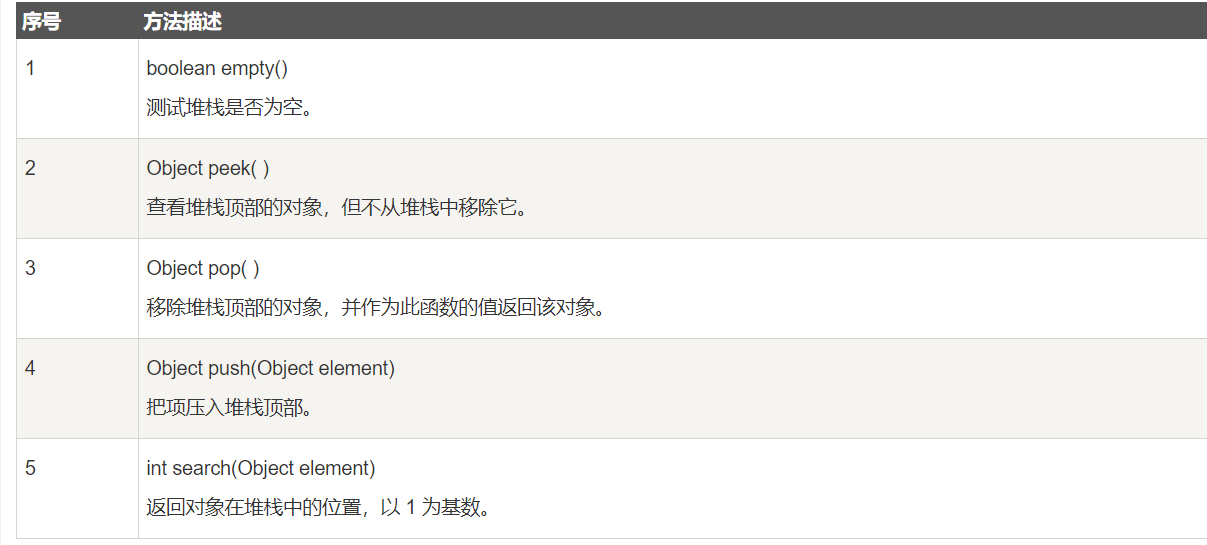 序号 方法描述
1 boolean empty()
测试堆栈是否为空。
2 Object peek( )
查看堆栈顶部的对象，但不从堆栈中移除它。
3 Object pop( )
移除堆栈顶部的对象，并作为此函数的值返回该对象。
4 Object push(Object element)
把项压入堆栈顶部。
5 int search(Object element)
返回对象在堆栈中的位置，以 1 为基数。